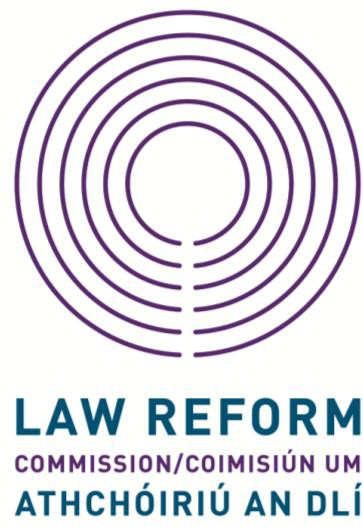 LAW REFORM
COMMISSION/COIMISIÚN UM
ATHCHÓIRIÚ AN DLÍ